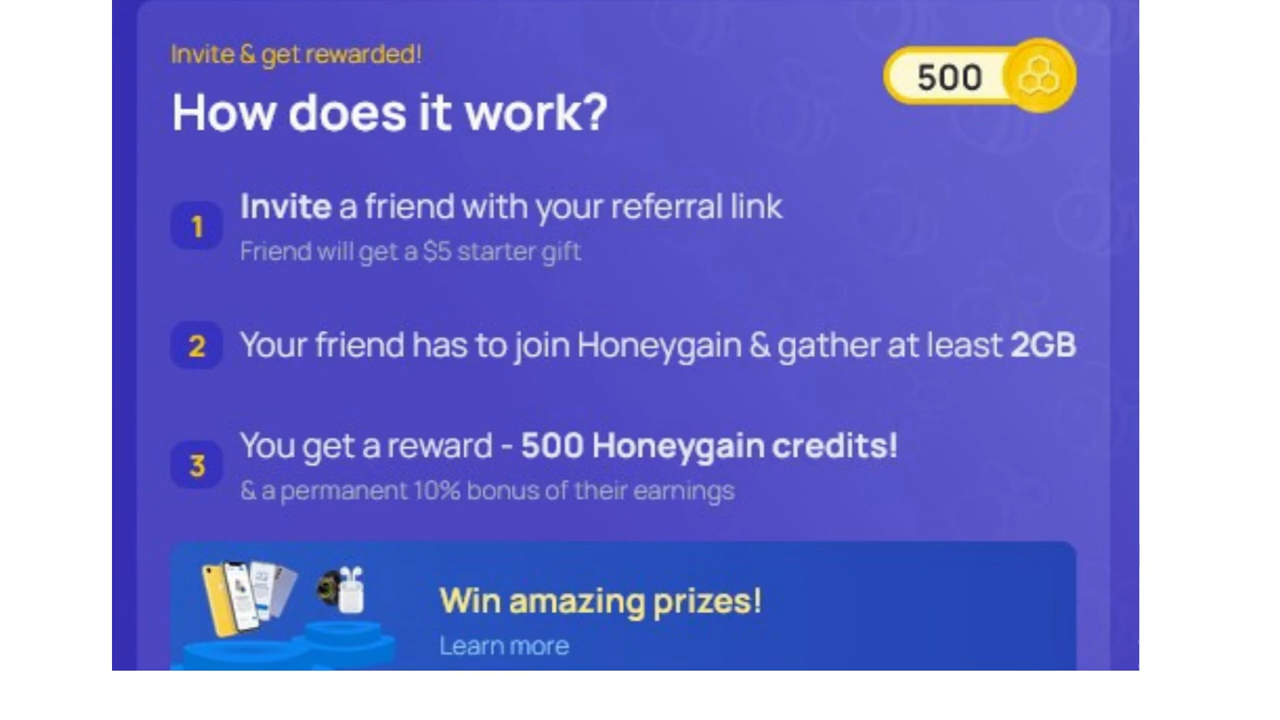 Invite & get rewarded!
500
How does it work?
1
Invite a friend with your referral link
Friend will get a $5 starter gift
2
Your friend has to join Honeygain & gather at least 2GB
3
You get a reward - 500 Honeygain credits!
& a permanent 10% bonus of their earnings
Win amazing prizes!
Learn more